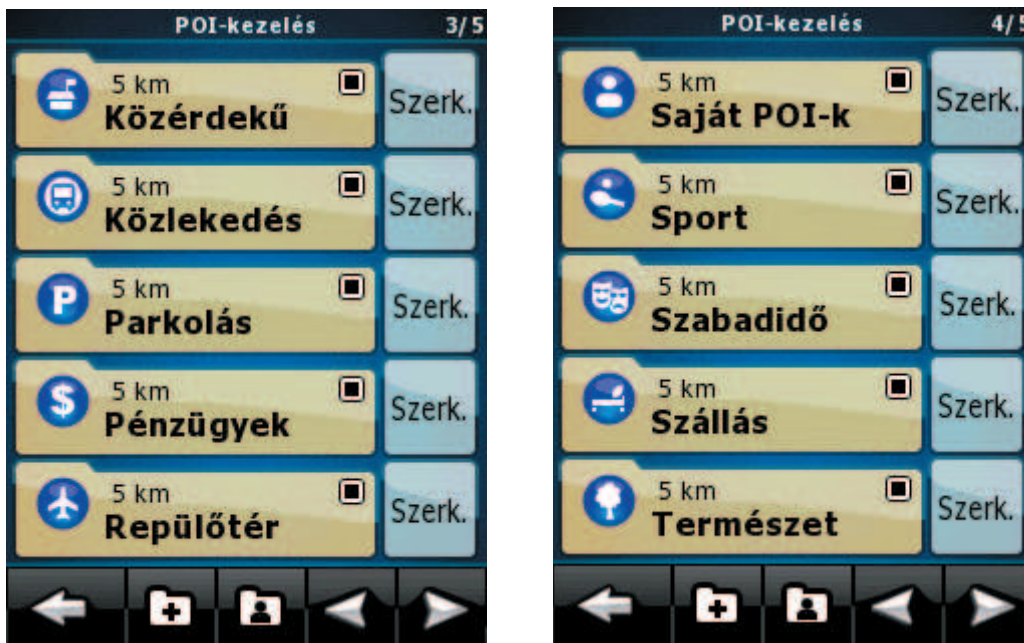 POI-kezelés 3/5
5 km
Közérdekű
Szerk.
5 km
Közlekedés
Szerk.
P
5 km
Parkolás
Szerk.
$
5 km
Pénzügyek
Szerk.
5 km
Repülőtér
Szerk.
POI-kezelés 4/5
5 km
Saját POI-k
Szerk.
5 km
Sport
Szerk.
5 km
Szabadidő
Szerk.
5 km
Szállás
Szerk.
5 km
Természet
Szerk.